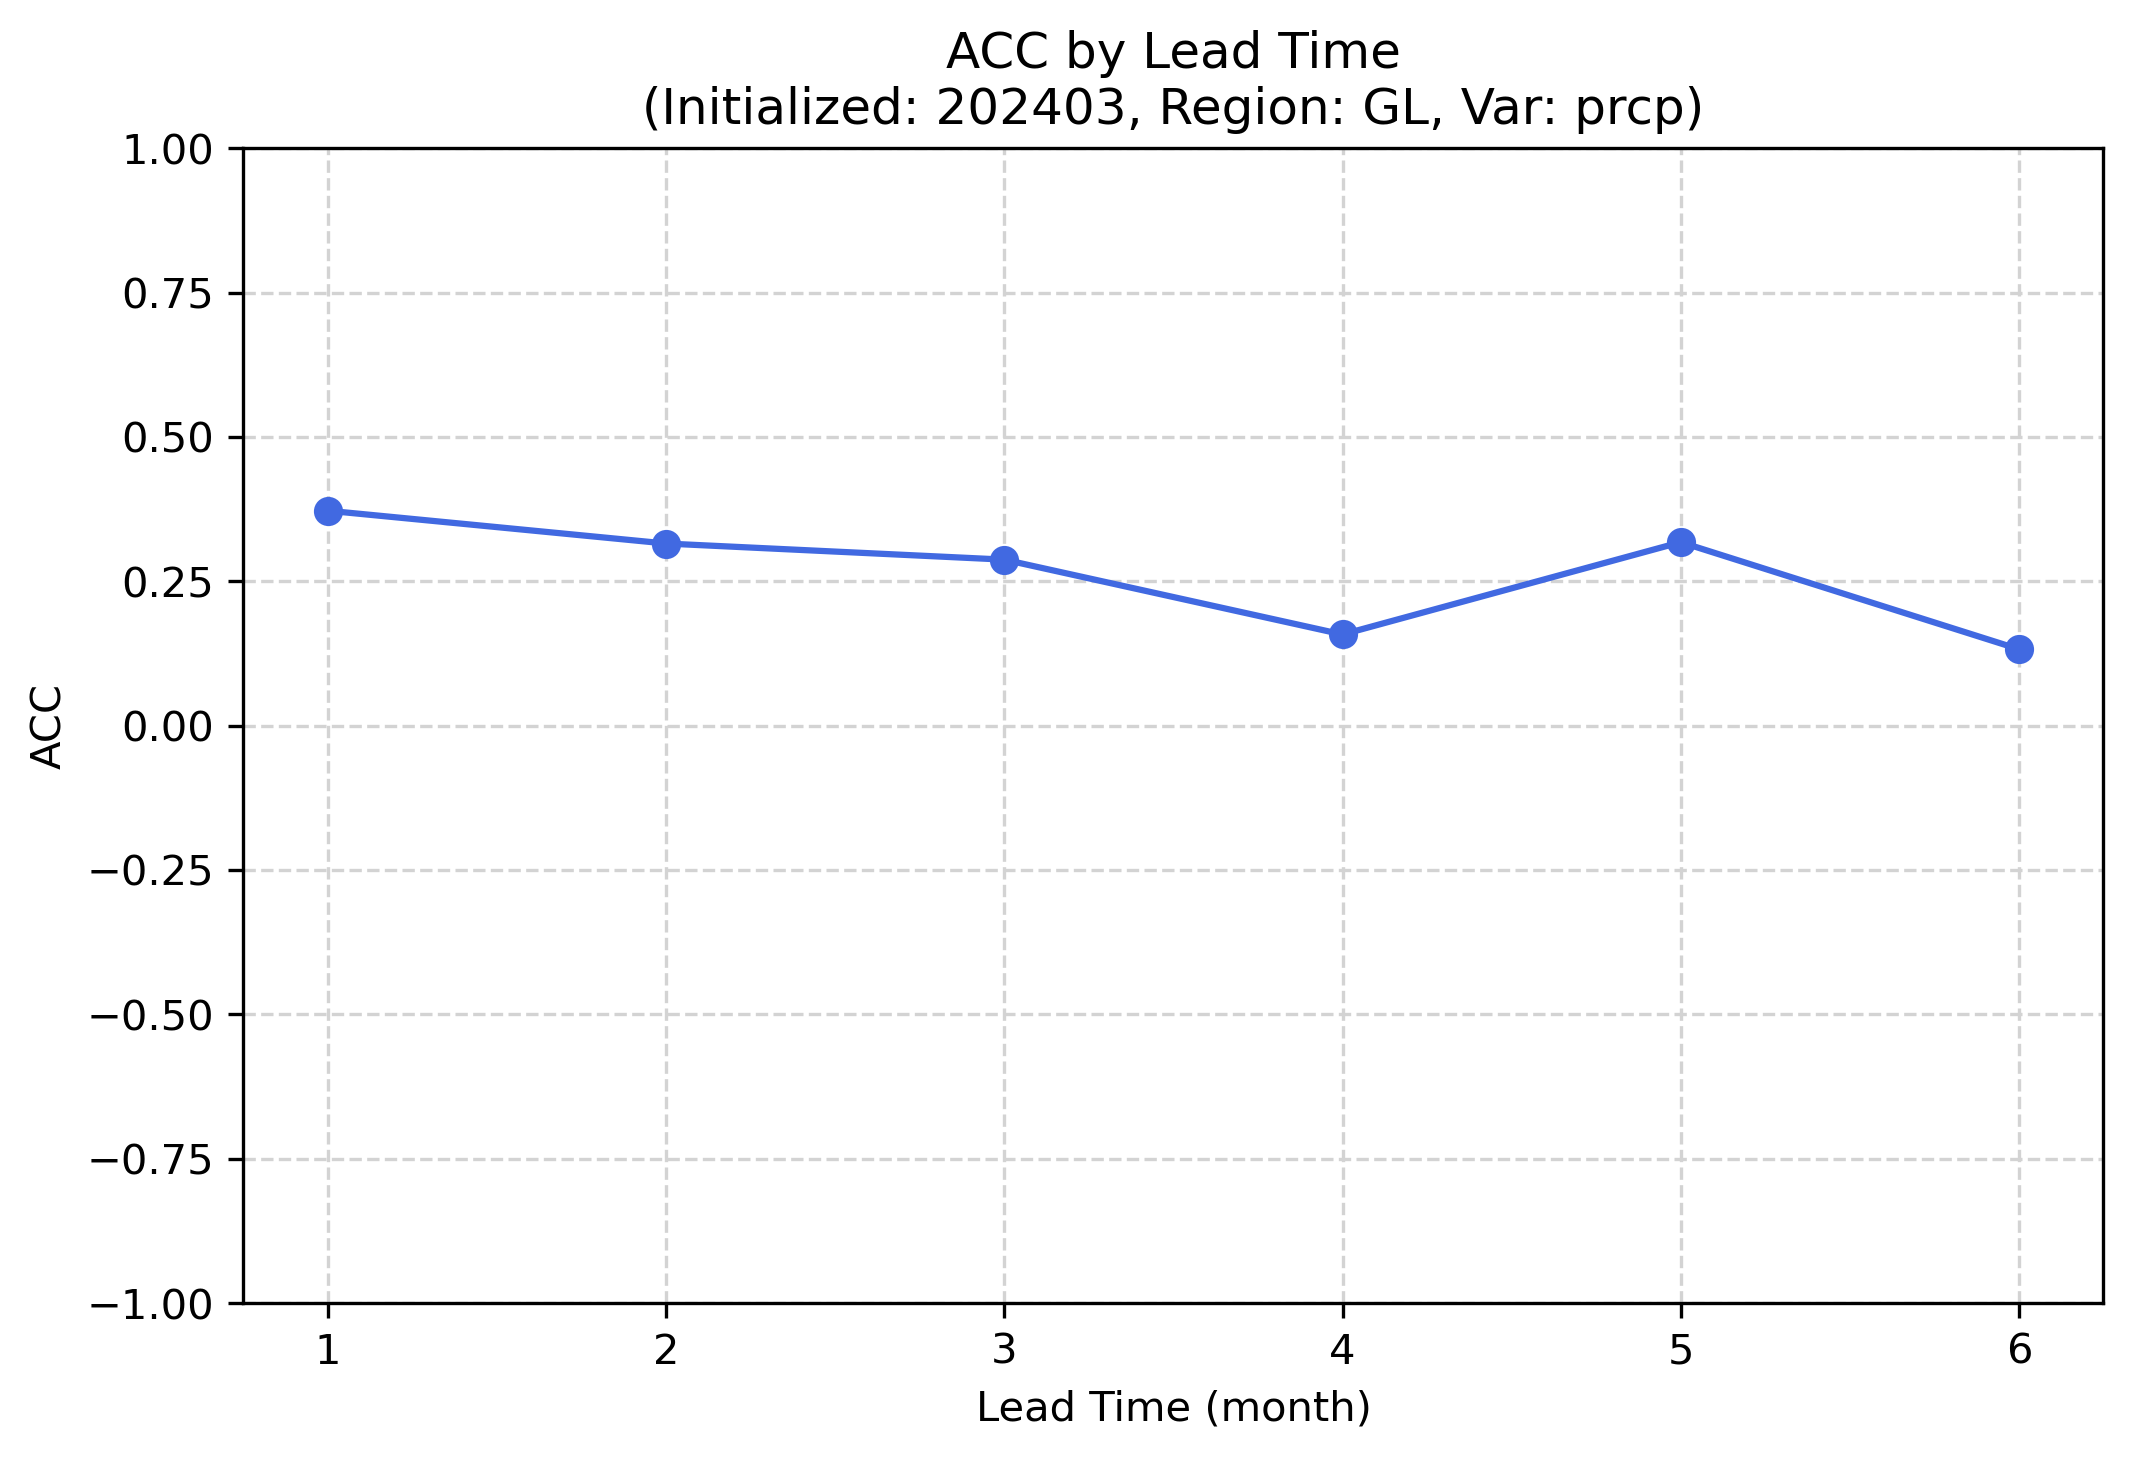 ACC by Lead Time
(Initialized: 202403, Region: GL, Var: prcp)
1.00
0.75
0.50
0.25
0.00
−0.25
−0.50
−0.75
−1.00
ACC
1 2 3 4 5 6
Lead Time (month)